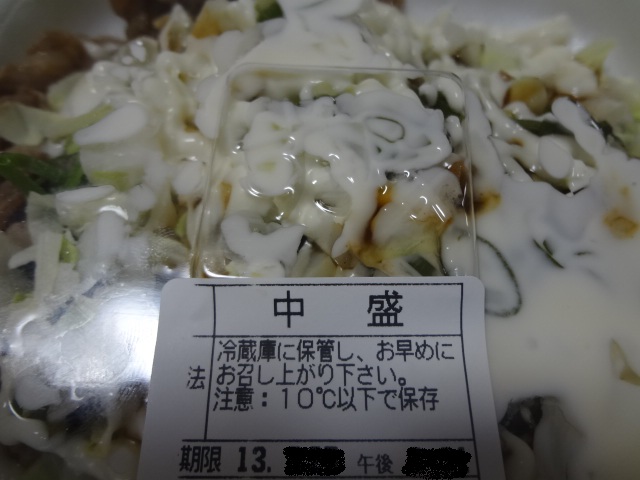 中 盛
冷蔵庫に保管し、お早めに
法 お召し上がり下さい。
注意：10℃以下で保存
期限 13. 午後